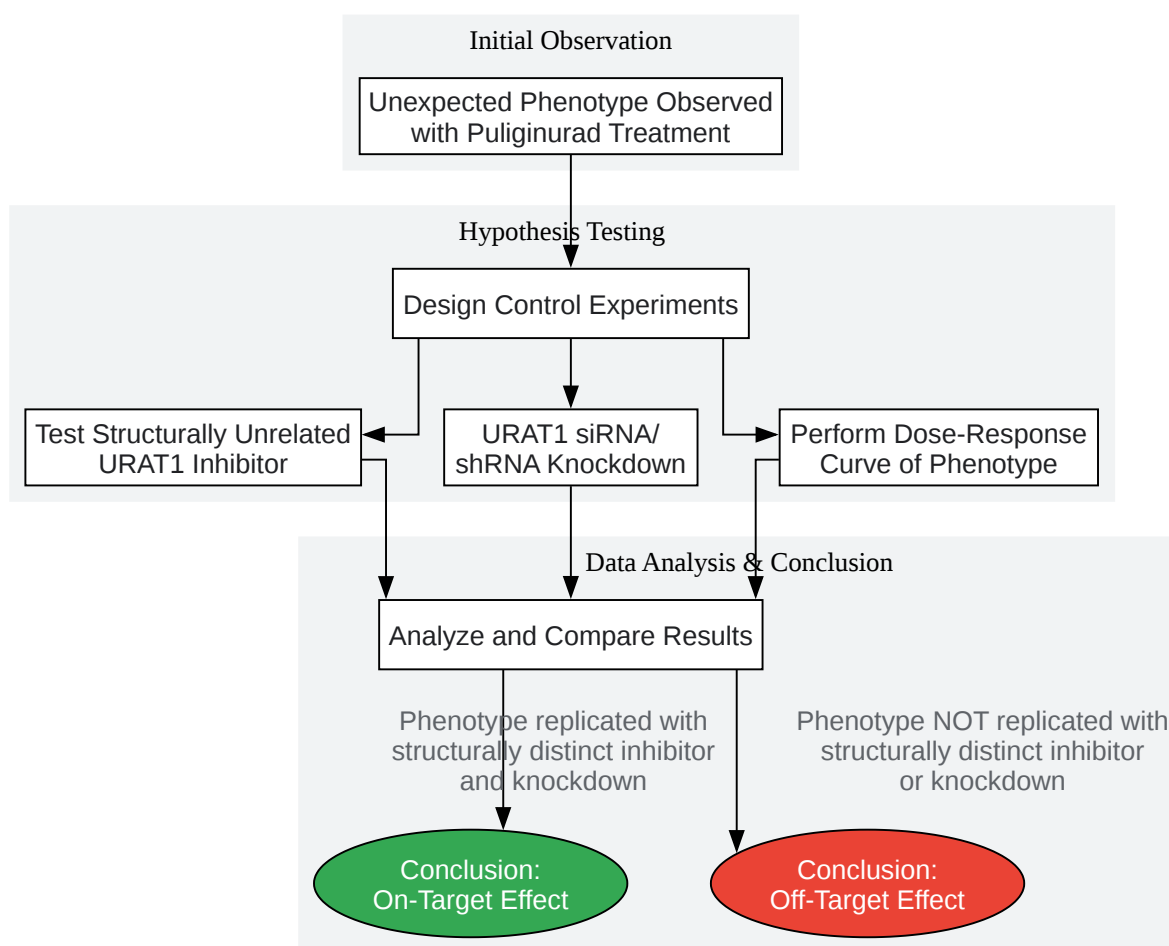 Initial Observation
Unexpected Phenotype Observed
with Puliginurad Treatment
Hypothesis Testing
Design Control Experiments
Test Structurally Unrelated
URAT1 Inhibitor
URAT1 siRNA/
shRNA Knockdown
Perform Dose-Response
Curve of Phenotype
Data Analysis & Conclusion
Analyze and Compare Results
Phenotype replicated with
structurally distinct inhibitor
and knockdown
Phenotype NOT replicated with
structurally distinct inhibitor
or knockdown
Conclusion:
On-Target Effect
Conclusion:
Off-Target Effect